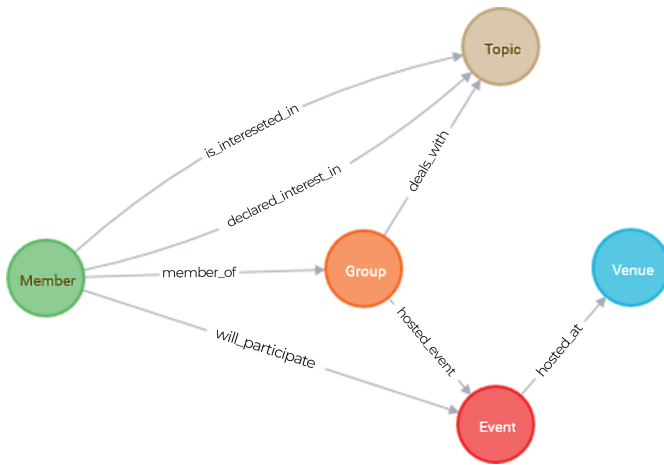 Topic
is_intereseted_in
deals_with
declared_interest_in
Member
member_of
Group
Venue
will_participate
hosted_event
hosted_at
Event